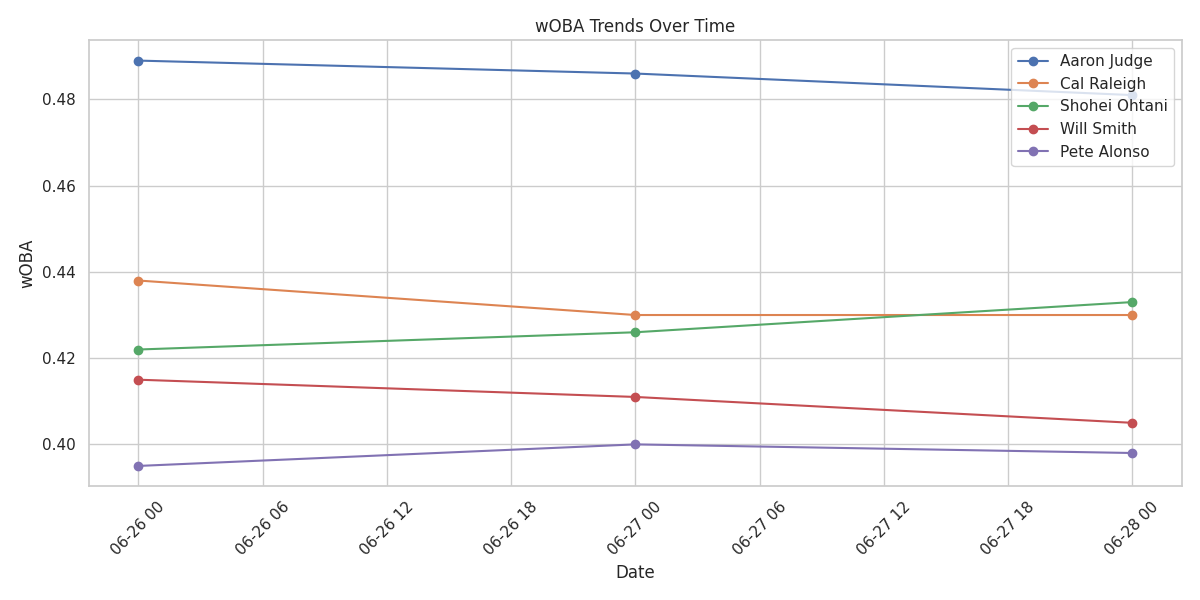 wOBA Trends Over Time
Aaron Judge
Cal Raleigh
Shohei Ohtani
Will Smith
Pete Alonso
wOBA
0.48
0.46
0.44
0.42
0.40
06-26 00
06-26 06
06-26 12
06-26 18
06-27 00
06-27 06
06-27 12
06-27 18
06-28 00
Date